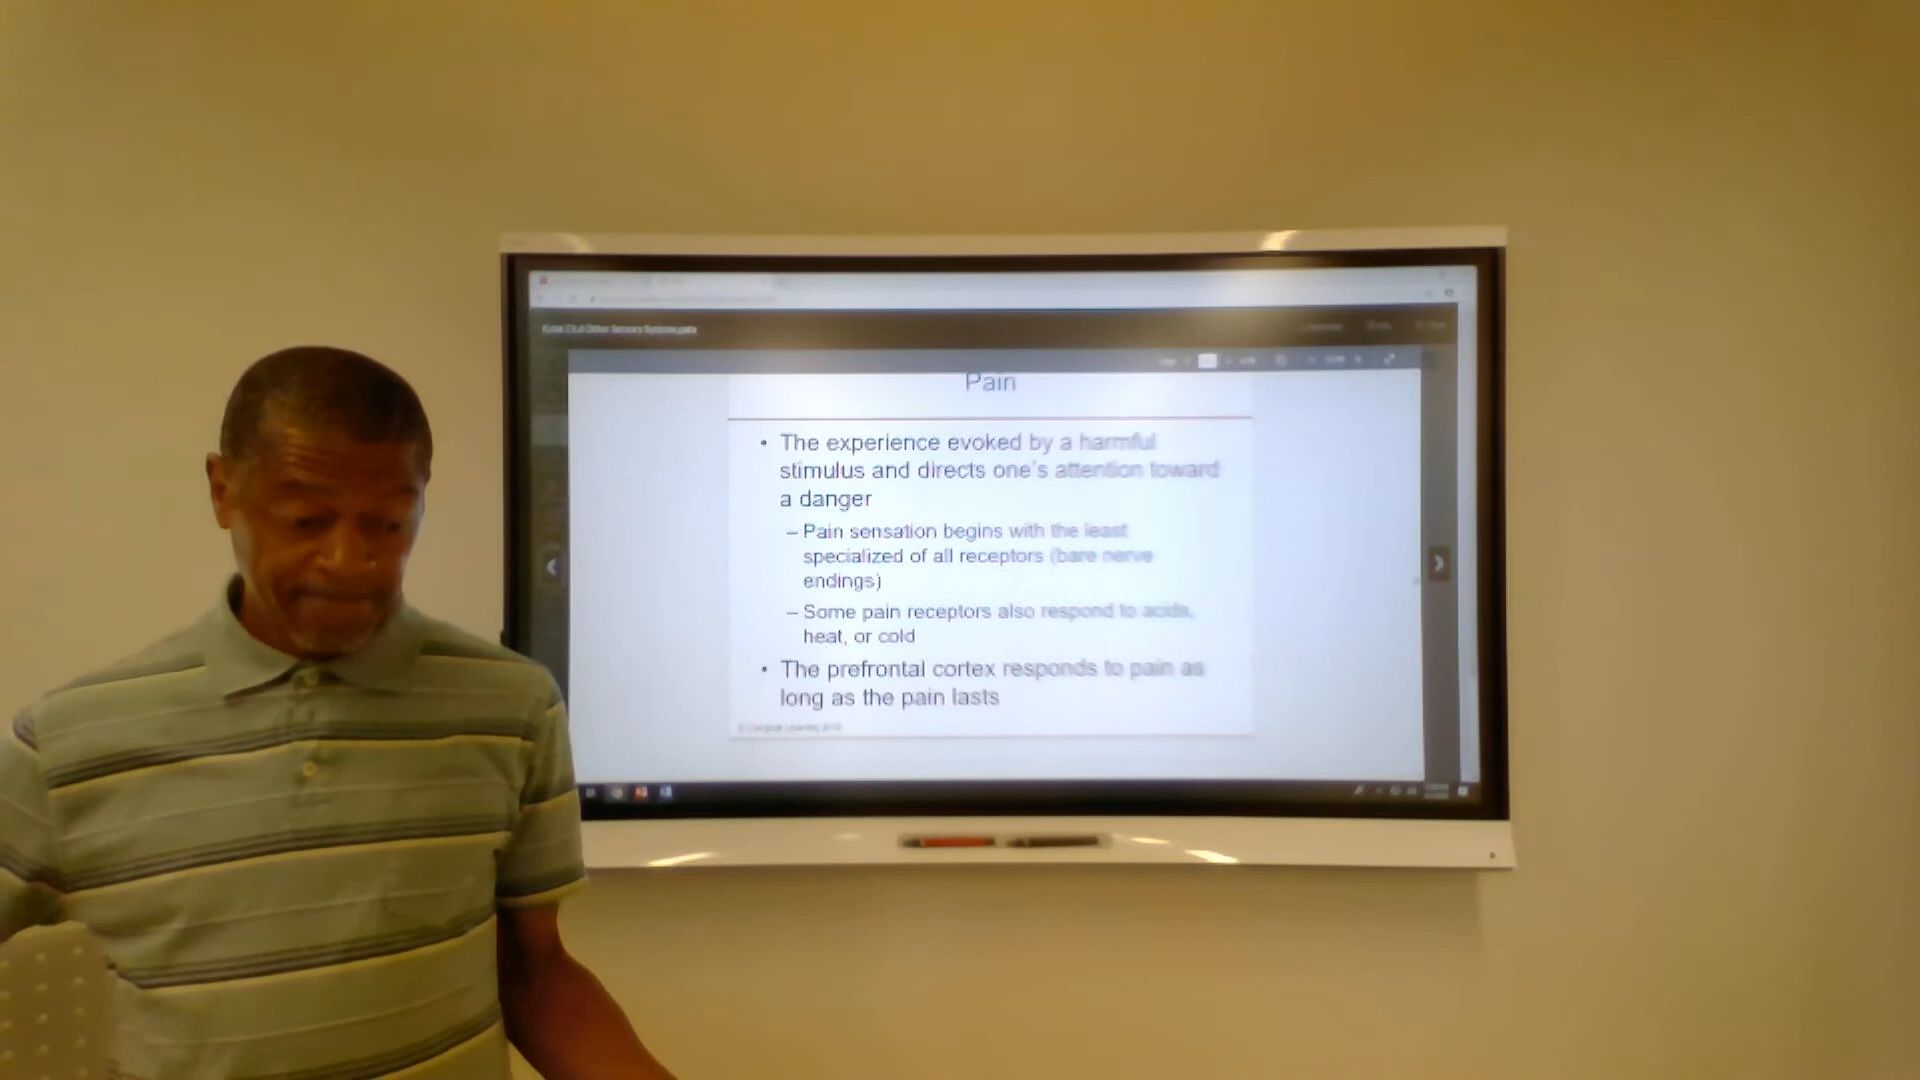 Pain
• The experience evoked by a harmful
stimulus and directs one's attention toward
a danger
– Pain sensation begins with the least
specialized of all receptors (bare nerve
endings)
– Some pain receptors also respond to acids,
heat, or cold
• The prefrontal cortex responds to pain as
long as the pain lasts
© Cengage Learning